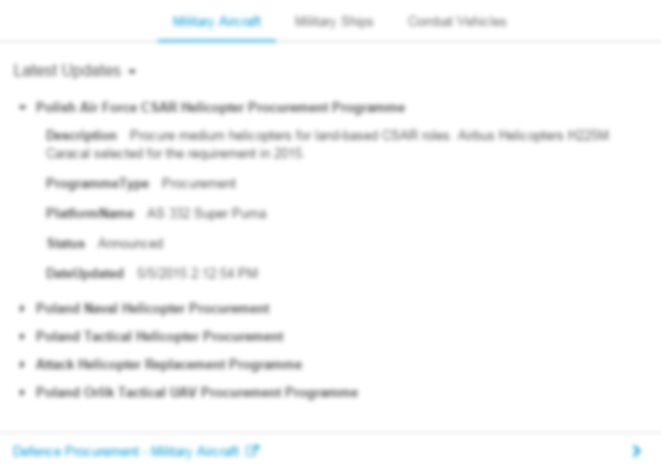 Military Aircraft Military Ships Combat Vehicles
Latest Updates
Polish Air Force CSAR Helicopter Procurement Programme
Description Procure medium helicopters for land-based CSAR roles. Airbus Helicopters H225M
Caracal selected for the requirement in 2015.
ProgrammeType Procurement
PlatformName AS 332 Super Puma
Status Announced
DateUpdated 5/5/2015 2:12:54 PM
Poland Naval Helicopter Procurement
Poland Tactical Helicopter Procurement
Attack Helicopter Replacement Programme
Poland Orlik Tactical UAV Procurement Programme
Defence Procurement - Military Aircraft